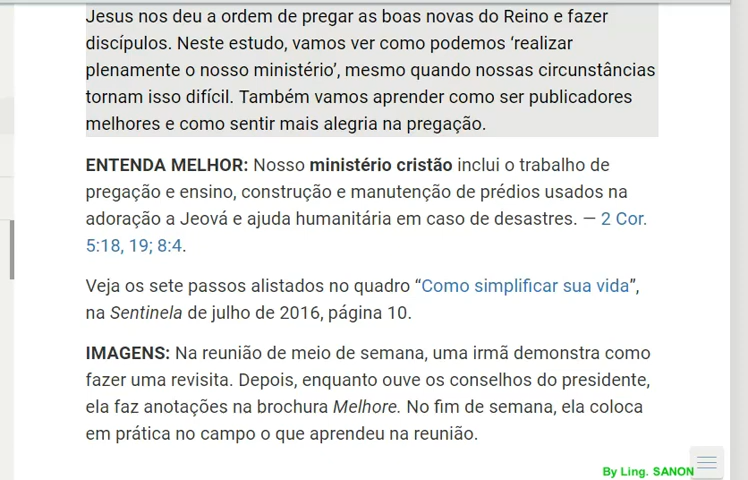 Jesus nos deu a ordem de pregar as boas novas do Reino e fazer
discípulos. Neste estudo, vamos ver como podemos ‘realizar
plenamente o nosso ministério’, mesmo quando nossas circunstâncias
tornam isso difícil. Também vamos aprender como ser publicadores
melhores e como sentir mais alegria na pregação.
ENTENDA MELHOR: Nosso ministério cristão inclui o trabalho de
pregação e ensino, construção e manutenção de prédios usados na
adoração a Jeová e ajuda humanitária em caso de desastres. — 2 Cor.
5:18, 19; 8:4.
Veja os sete passos alistados no quadro “Como simplificar sua vida”,
na Sentinela de julho de 2016, página 10.
IMAGENS: Na reunião de meio de semana, uma irmã demonstra como
fazer uma revisita. Depois, enquanto ouve os conselhos do presidente,
ela faz anotações na brochura Melhore. No fim de semana, ela coloca
em prática no campo o que aprendeu na reunião.
By Ling. SANON